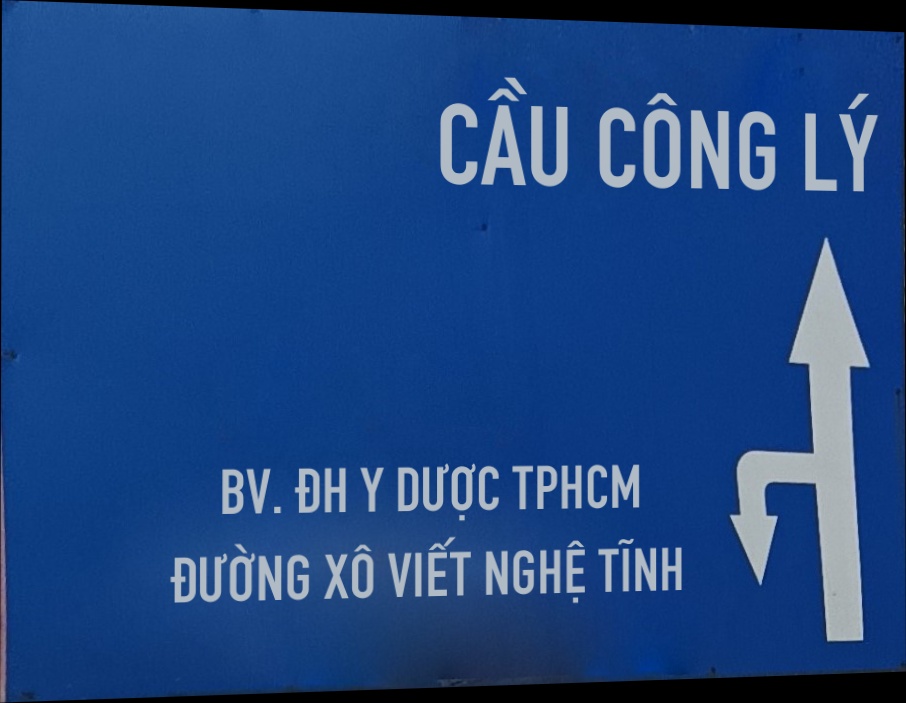 CẦU CÔNG LÝ
BV. ĐH Y DƯỢC TPHCM
ĐƯỜNG XÔ VIẾT NGHỆ TĨNH